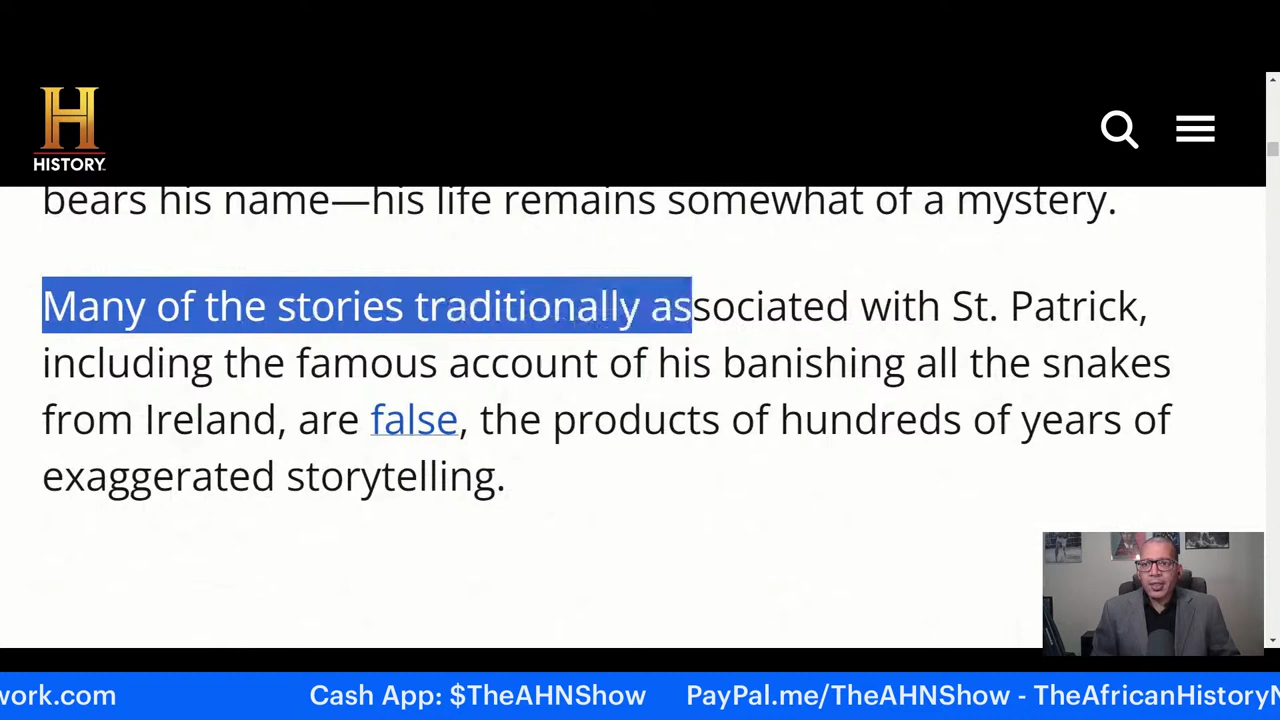 HISTORY
bears his name—his life remains somewhat of a mystery.
Many of the stories traditionally associated with St. Patrick,
including the famous account of his banishing all the snakes
from Ireland, are false, the products of hundreds of years of
exaggerated storytelling.
work.com Cash App: $TheAHNShow PayPal.me/TheAHNShow - TheAfricanHistoryN